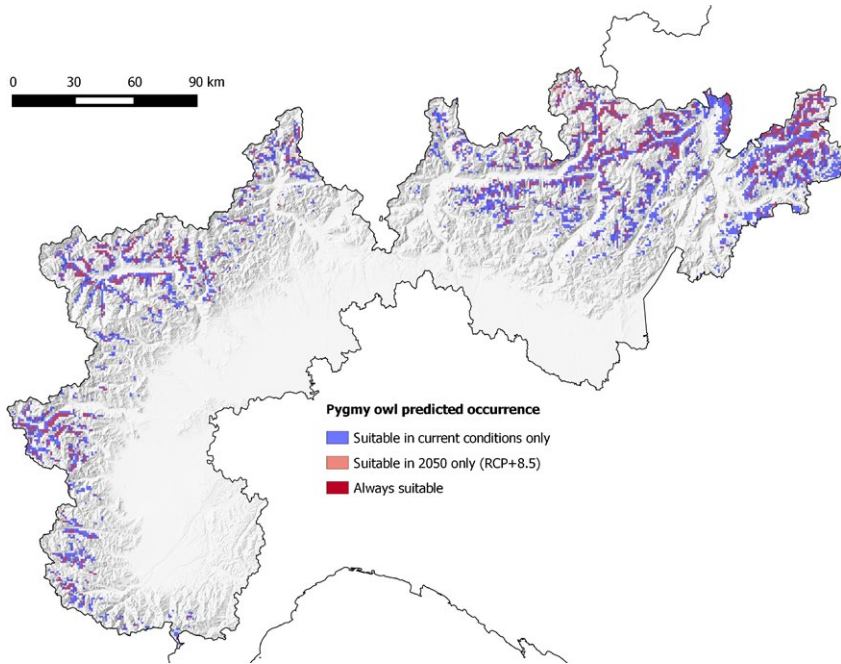 0 30 60 90 km
Pygmy owl predicted occurrence
Suitable in current conditions only
Suitable in 2050 only (RCP+8.5)
Always suitable